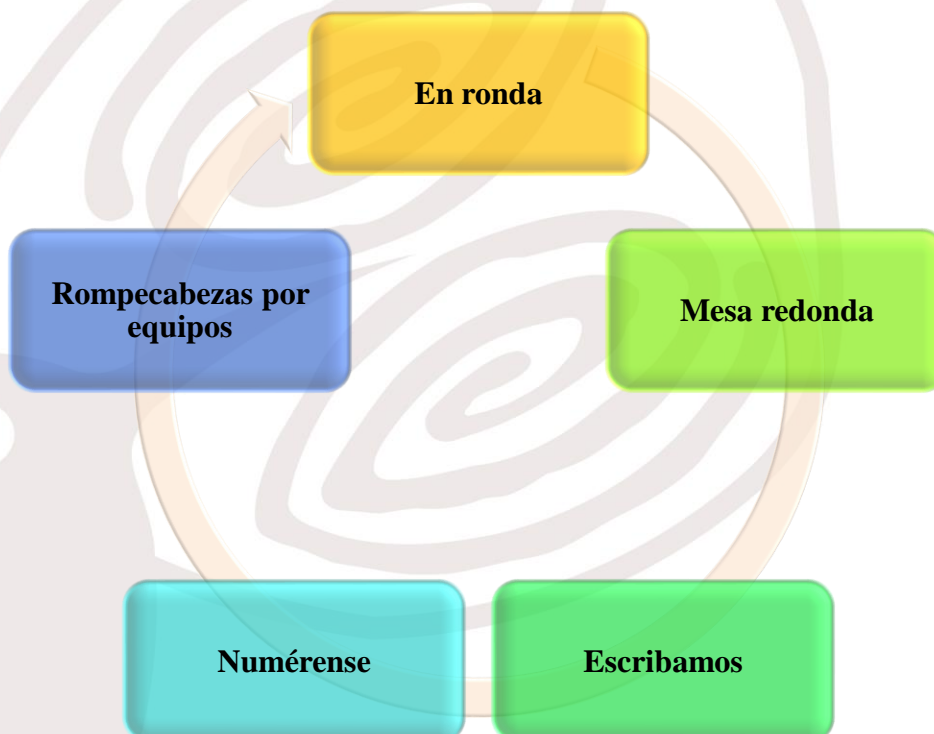 En ronda
Mesa redonda
Escribamos
Numérense
Rompecabezas por
equipos